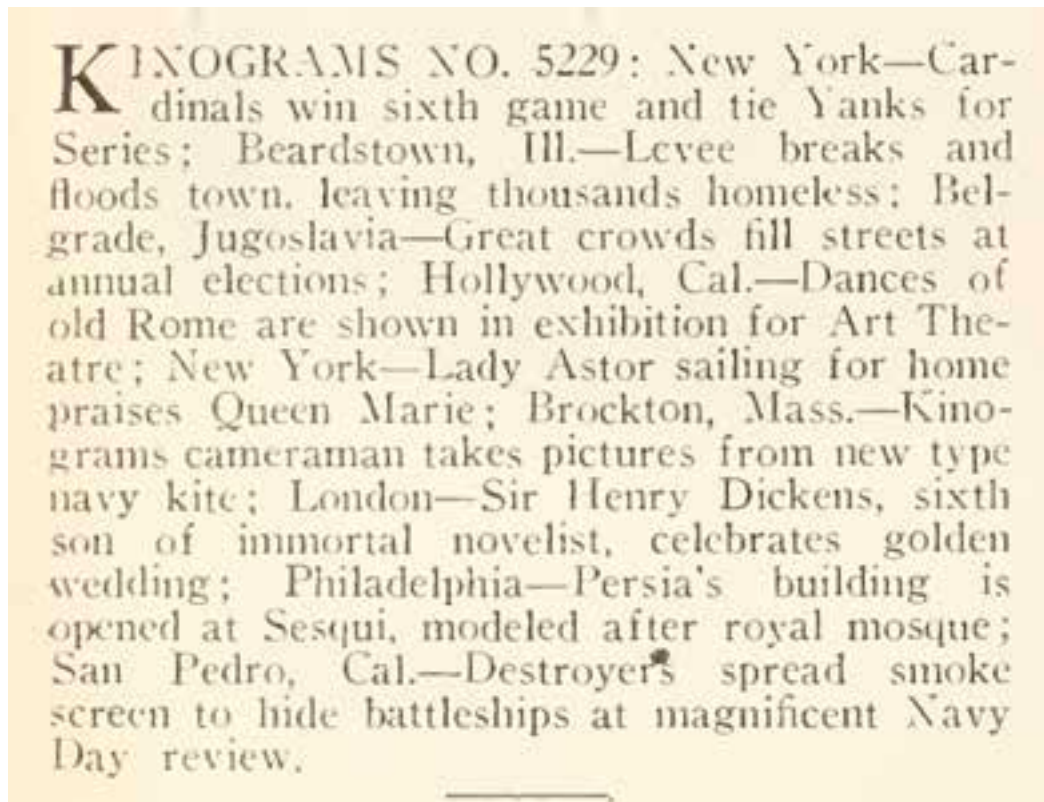 KINOGRAMS NO. 5229: New York—Car-
dinals win sixth game and tie Yanks for
Series; Beardstown, Ill.—Levee breaks and
floods town, leaving thousands homeless; Bel-
grade, Jugoslavia—Great crowds fill streets at
annual elections; Hollywood, Cal.—Dances of
old Rome are shown in exhibition for Art The-
atre; New York—Lady Astor sailing for home
praises Queen Marie; Brockton, Mass.—Kino-
grams cameraman takes pictures from new type
navy kite; London—Sir Henry Dickens, sixth
son of immortal novelist, celebrates golden
wedding; Philadelphia—Persia's building is
opened at Sesqui, modeled after royal mosque;
San Pedro, Cal.—Destroyers spread smoke
screen to hide battleships at magnificent Navy
Day review.